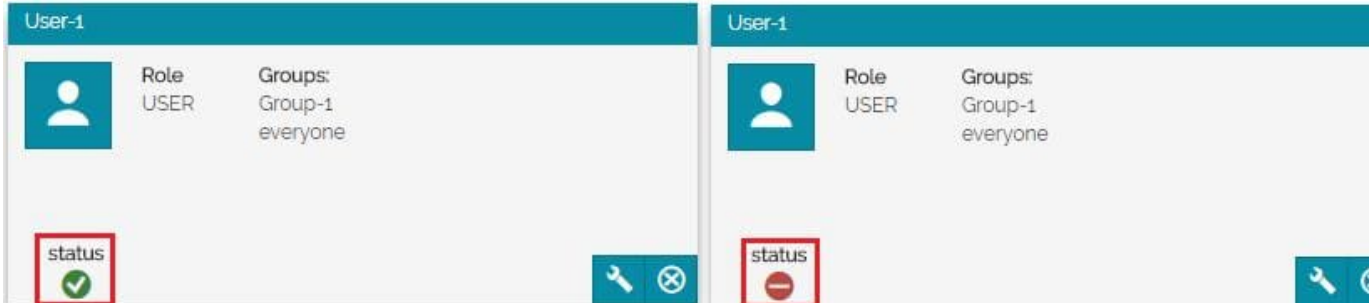 User-1
Role Groups:
USER Group-1
everyone
status
User-1
Role Groups:
USER Group-1
everyone
status